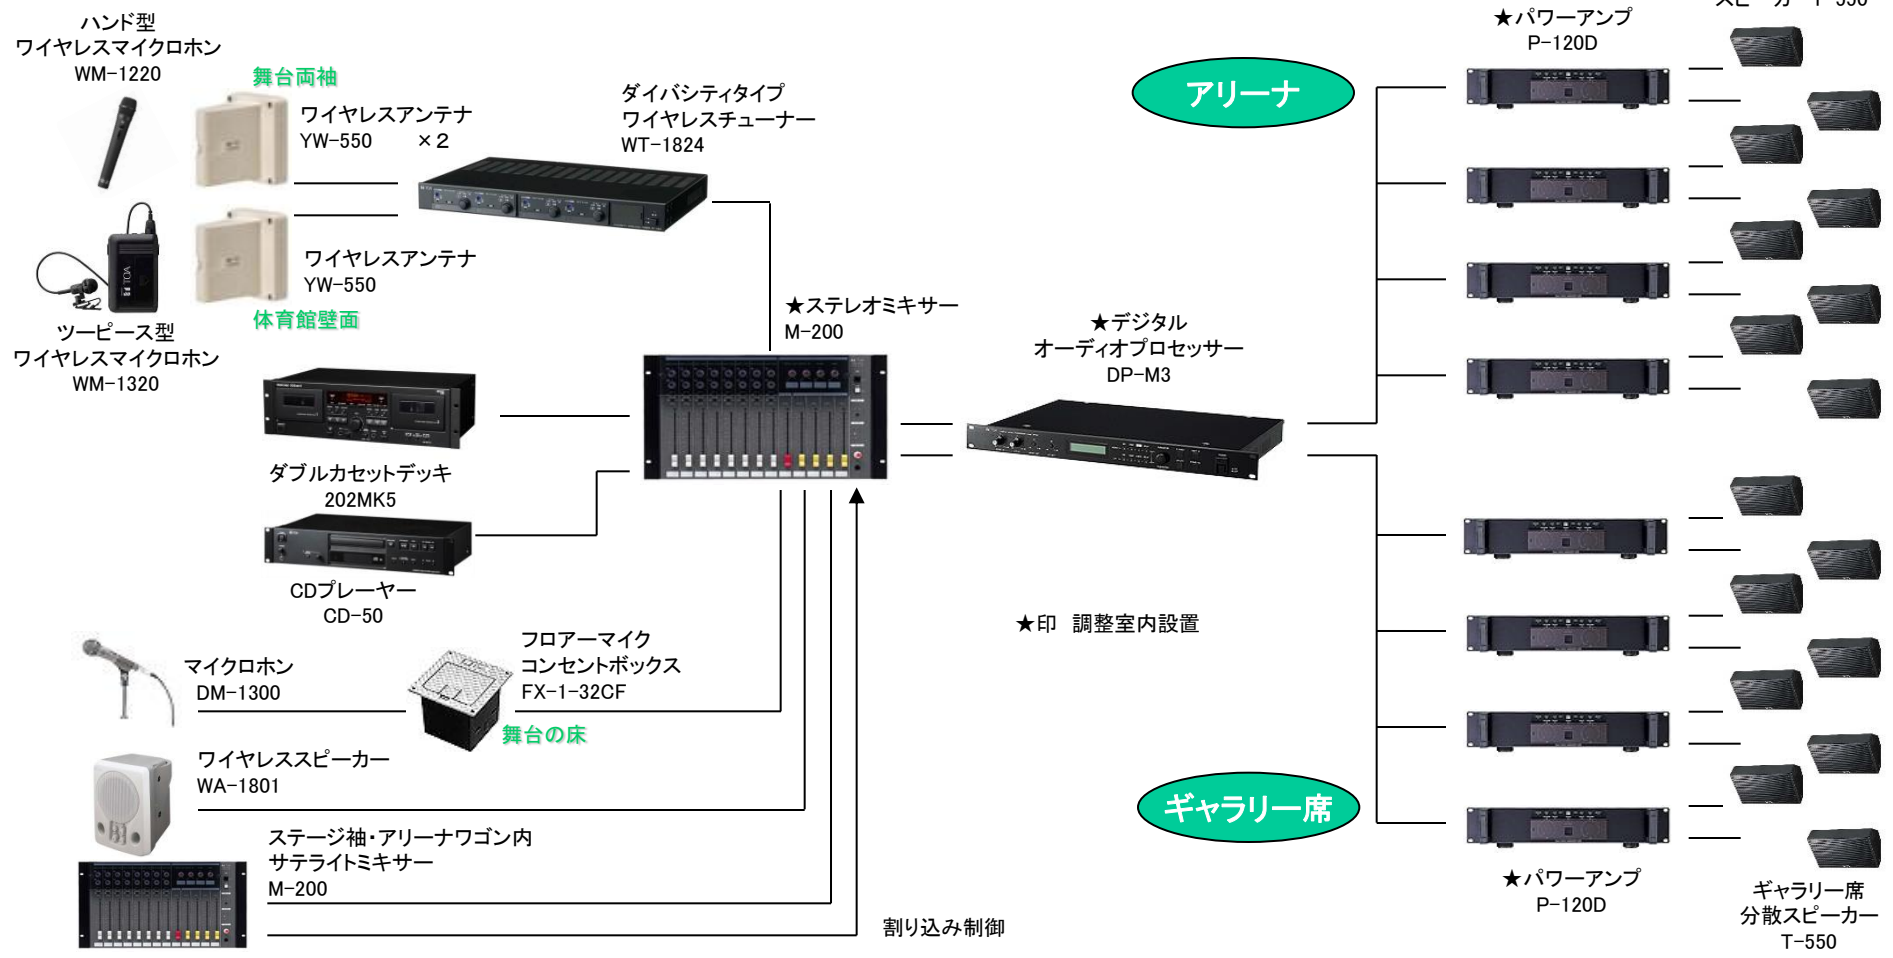 ハンド型
ワイヤレスマイクロホン
WM-1220
舞台両袖
ワイヤレスアンテナ
YW-550 ×2
ダイバシティタイプ
ワイヤレスチューナー
WT-1824
ワイヤレスアンテナ
YW-550
体育館壁面
ツーピース型
ワイヤレスマイクロホン
WM-1320
★ステレオミキサー
M-200
★デジタル
オーディオプロセッサー
DP-M3
アリーナ
★パワーアンプ
P-120D
ダブルカセットデッキ
202MK5
CDプレーヤー
CD-50
★印 調整室内設置
マイクロホン
DM-1300
フロアーマイク
コンセントボックス
FX-1-32CF
舞台の床
ワイヤレススピーカー
WA-1801
ステージ袖・アリーナワゴン内
サテライトミキサー
M-200
割り込み制御
ギャラリー席
★パワーアンプ
P-120D
ギャラリー席
分散スピーカー
T-550